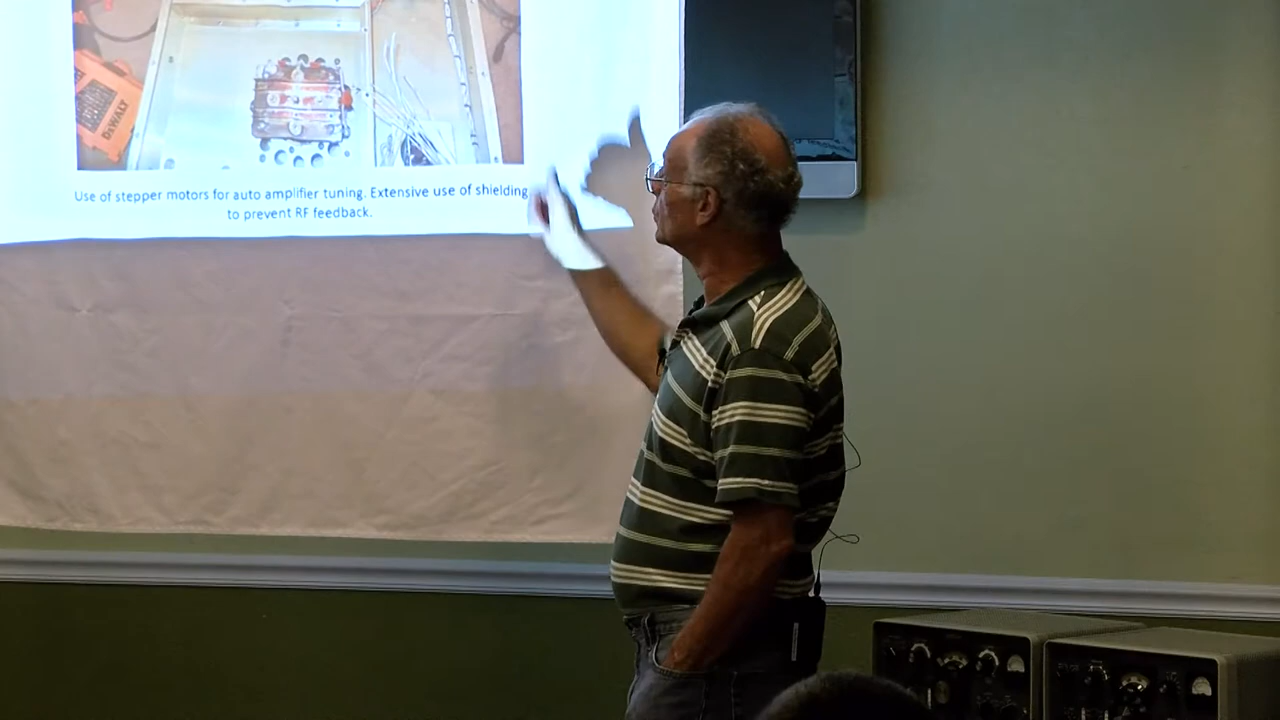 DEWALT
Use of stepper motors for auto amplifier tuning. Extensive use of shielding
to prevent RF feedback.